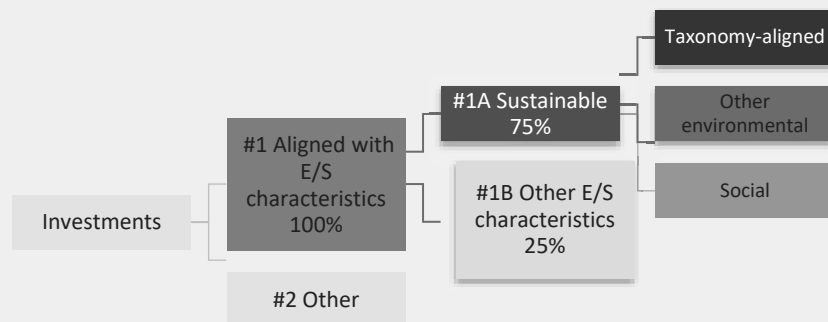 Investments
#1 Aligned with
E/S
characteristics
100%
#2 Other
#1A Sustainable
75%
#1B Other E/S
characteristics
25%
Taxonomy-aligned
Other
environmental
Social